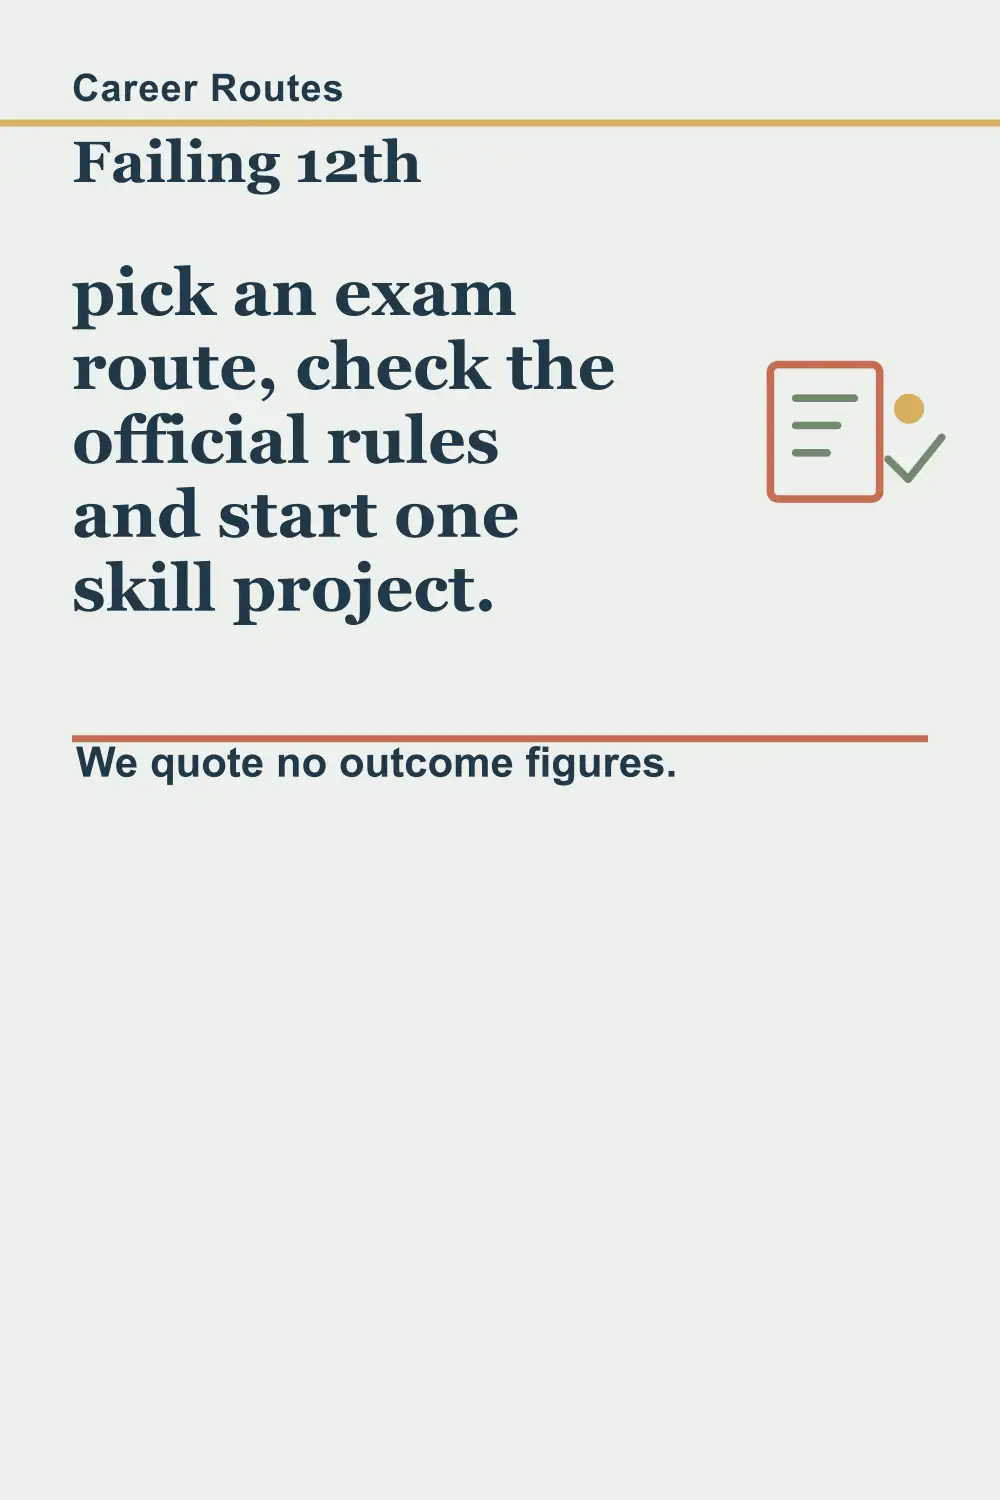 Career Routes
Failing 12th
pick an exam
route, check the
official rules
and start one
skill project.
We quote no outcome figures.